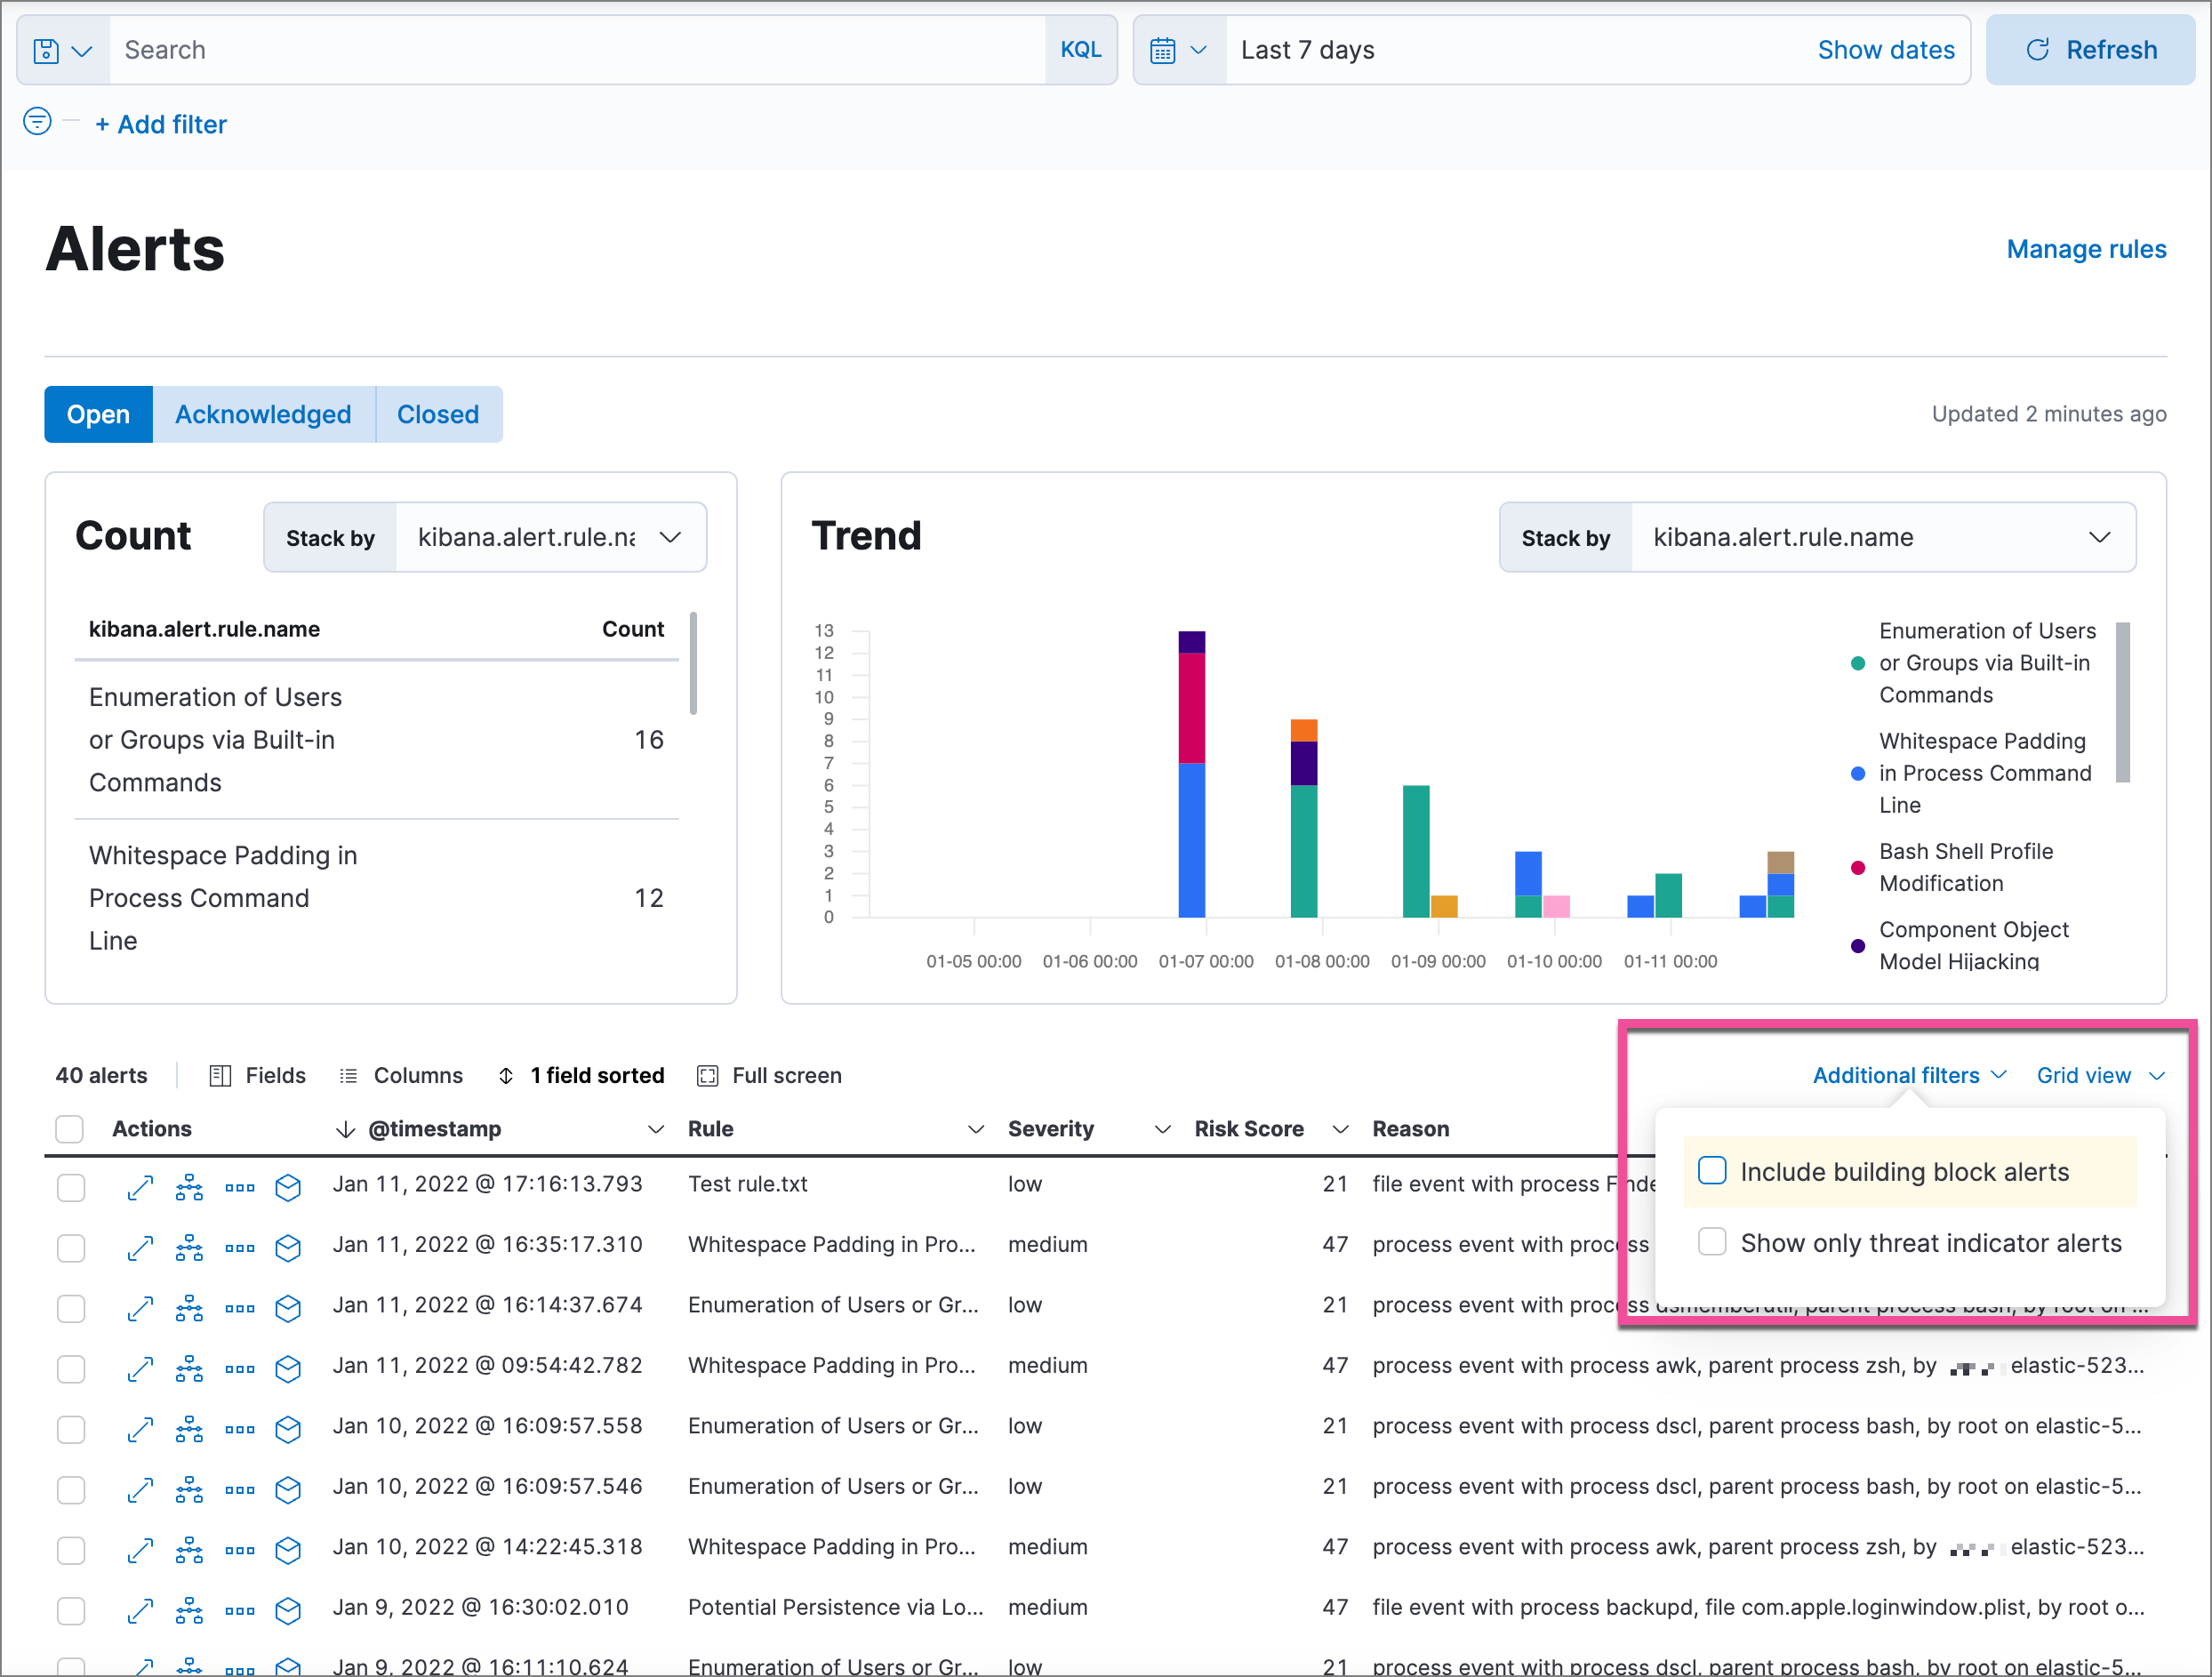 Search KQL Last 7 days Show dates Refresh
+ Add filter
Alerts Manage rules
Open Acknowledged Closed Updated 2 minutes ago
Count Stack by kibana.alert.rule.na
kibana.alert.rule.name Count
Enumeration of Users
or Groups via Built-in 16
Commands
Whitespace Padding in
Process Command 12
Line
Trend Stack by kibana.alert.rule.name
13
12
11
10
9
8
7
6
5
4
3
2
1
0
01-05 00:00 01-06 00:00 01-07 00:00 01-08 00:00 01-09 00:00 01-10 00:00 01-11 00:00
Enumeration of Users
or Groups via Built-in
Commands
Whitespace Padding
in Process Command
Line
Bash Shell Profile
Modification
Component Object
Model Hijacking
40 alerts Fields Columns 1 field sorted Full screen Additional filters Grid view
Actions @timestamp Rule Severity Risk Score Reason
Include building block alerts
Show only threat indicator alerts
Jan 11, 2022 @ 17:16:13.793 Test rule.txt low 21 file event with process Finde
Jan 11, 2022 @ 16:35:17.310 Whitespace Padding in Pro... medium 47 process event with process
Jan 11, 2022 @ 16:14:37.674 Enumeration of Users or Gr... low 21 process event with process dsmemberutil, parent process bash, by root on ...
Jan 11, 2022 @ 09:54:42.782 Whitespace Padding in Pro... medium 47 process event with process awk, parent process zsh, by elastic-523...
Jan 10, 2022 @ 16:09:57.558 Enumeration of Users or Gr... low 21 process event with process dscl, parent process bash, by root on elastic-5...
Jan 10, 2022 @ 16:09:57.546 Enumeration of Users or Gr... low 21 process event with process dscl, parent process bash, by root on elastic-5...
Jan 10, 2022 @ 14:22:45.318 Whitespace Padding in Pro... medium 47 process event with process awk, parent process zsh, by elastic-523...
Jan 9, 2022 @ 16:30:02.010 Potential Persistence via Lo... medium 47 file event with process backupd, file com.apple.loginwindow.plist, by root o...
Jan 9, 2022 @ 16:11:10.624 Enumeration of Users or Gr... low 21 process event with process dscl, parent process bash, by root on elastic-5...